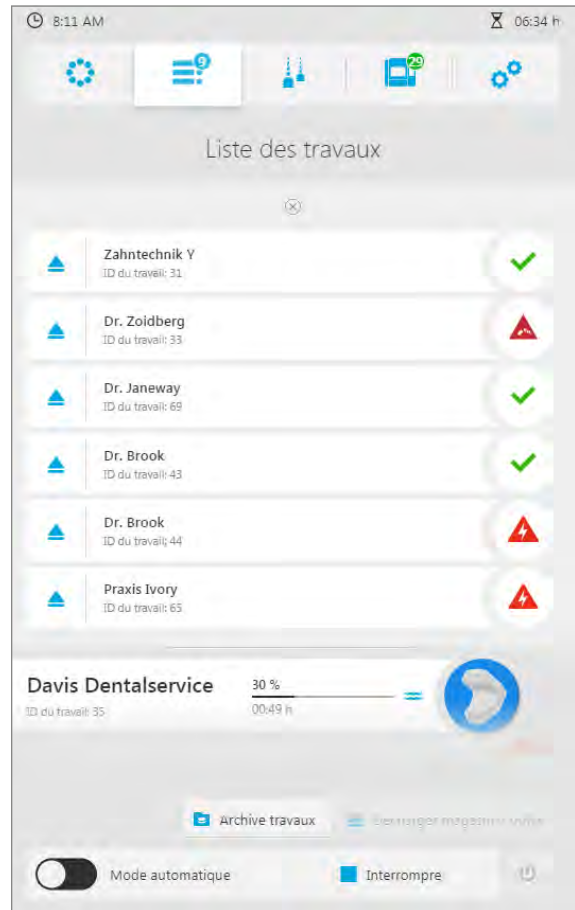 8:11 AM
06:34 h
9
29
Liste des travaux
Zahntechnik Y
ID du travail: 31
Dr. Zoidberg
ID du travail: 33
Dr. Janeway
ID du travail: 69
Dr. Brook
ID du travail: 43
Dr. Brook
ID du travail: 44
Praxis Ivory
ID du travail: 65
Davis Dentalservice
30 %
ID du travail: 35
00:49 h
Archive travaux
Mode automatique
Interrompre